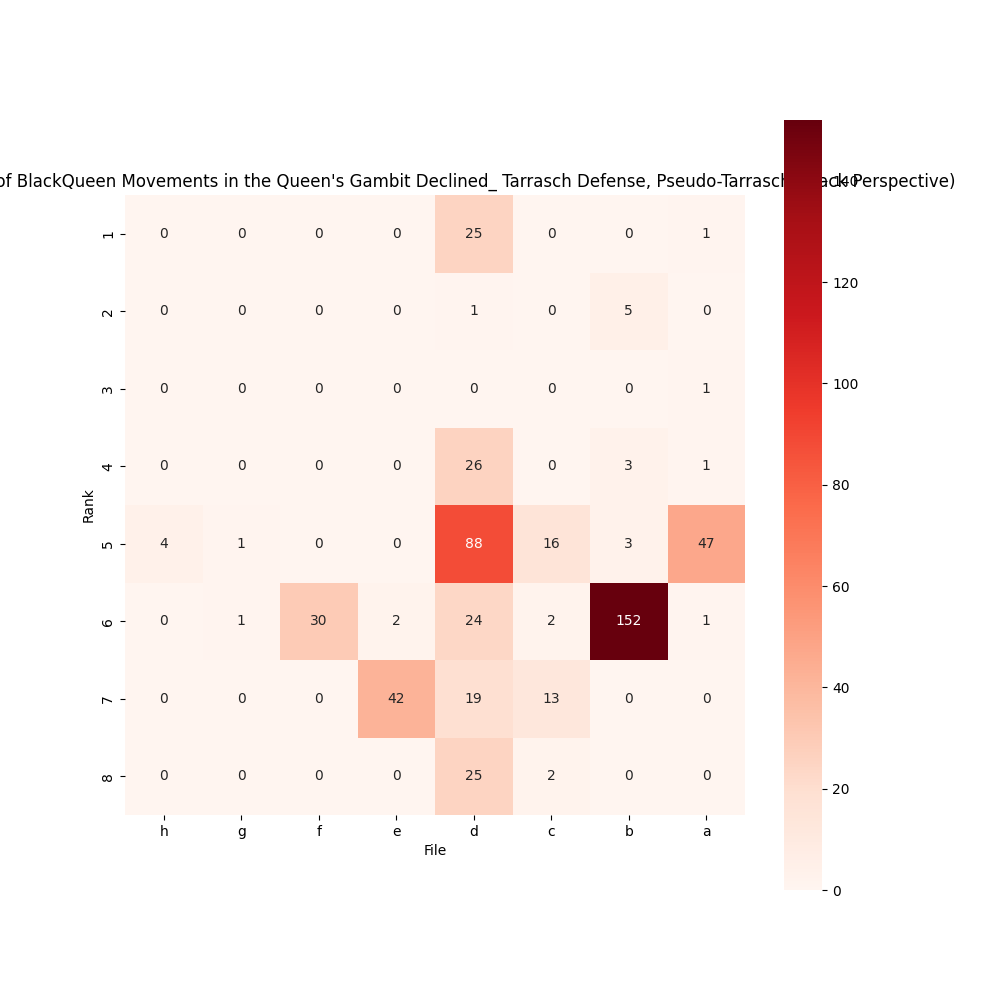 of BlackQueen Movements in the Queen's Gambit Declined_ Tarrasch Defense, Pseudo-Tarrasch Perspective)
1 0 0 0 0 25 0 0 1
2 0 0 0 0 1 0 5 0
3 0 0 0 0 0 0 0 1
4 0 0 0 0 26 0 3 1
5 4 1 0 0 88 16 3 47
6 0 1 30 2 24 2 152 1
7 0 0 0 42 19 13 0 0
8 0 0 0 0 25 2 0 0
h g f e d c b a
File
Rank
140
120
100
80
60
40
20
0